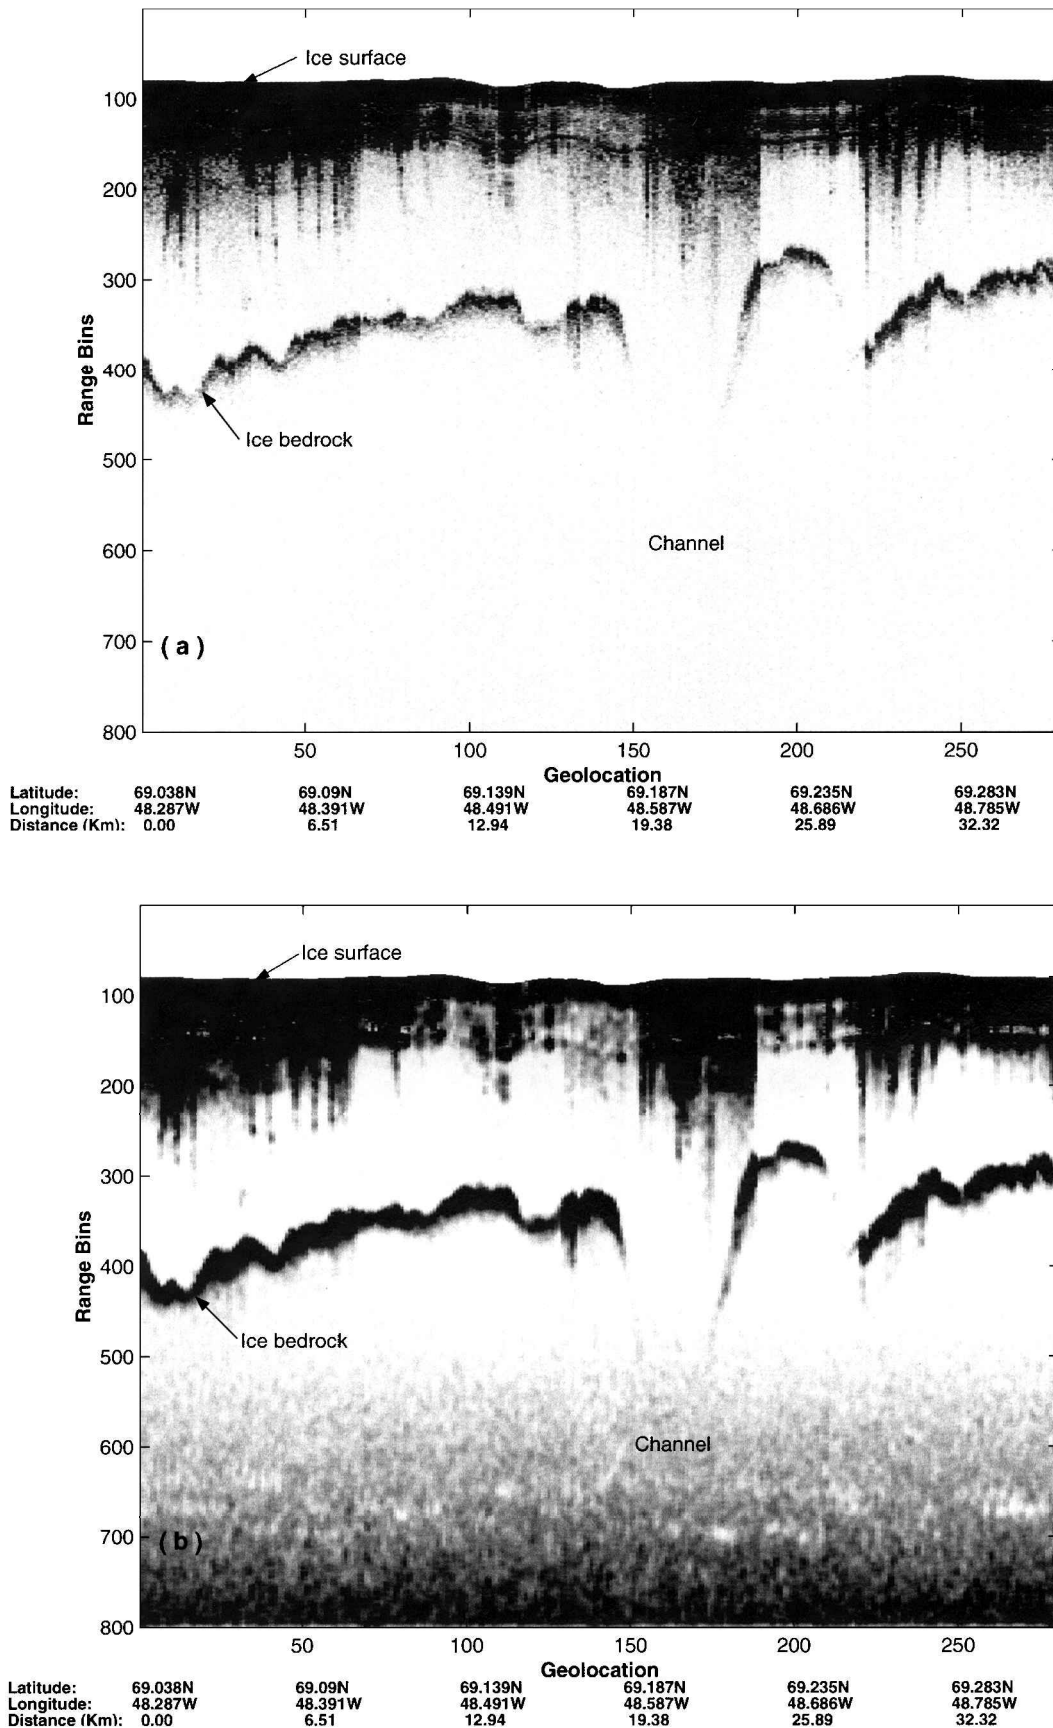 Ice surface
100
200
300
400
500
600
700
800
Range Bins
Ice bedrock
Channel
( a )
50 100 150 200 250
Geolocation
Latitude: 69.038N 69.09N 69.139N 69.187N 69.235N 69.283N
Longitude: 48.287W 48.391W 48.491W 48.587W 48.686W 48.785W
Distance (Km): 0.00 6.51 12.94 19.38 25.89 32.32
Ice surface
100
200
300
400
500
600
700
800
Range Bins
Ice bedrock
Channel
( b )
50 100 150 200 250
Geolocation
Latitude: 69.038N 69.09N 69.139N 69.187N 69.235N 69.283N
Longitude: 48.287W 48.391W 48.491W 48.587W 48.686W 48.785W
Distance (Km): 0.00 6.51 12.94 19.38 25.89 32.32